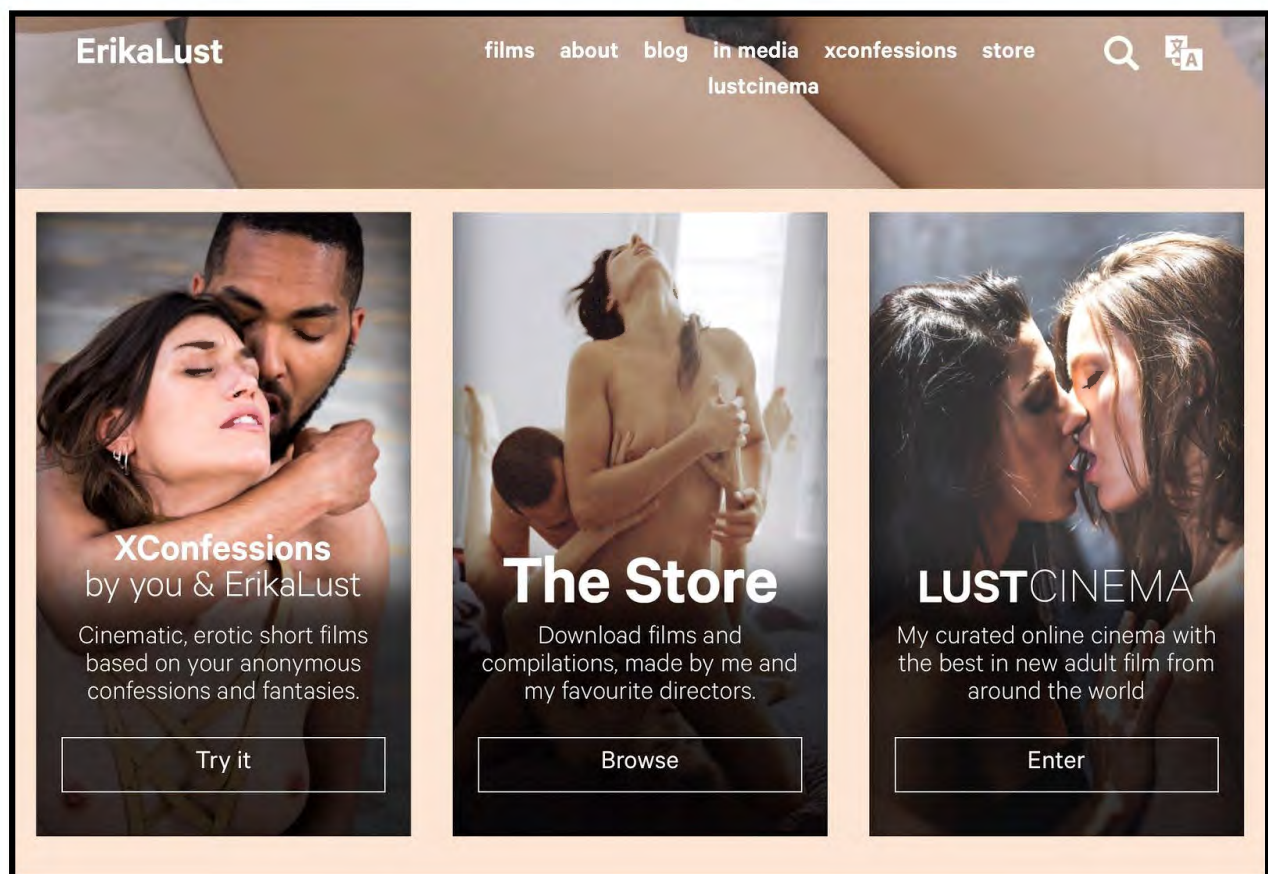 ErikaLust
films about blog in media xconfessions store
lustcinema
XConfessions
by you & ErikaLust
Cinematic, erotic short films
based on your anonymous
confessions and fantasies.
Try it
The Store
Download films and
compilations, made by me and
my favourite directors.
Browse
LUSTCINEMA
My curated online cinema with
the best in new adult film from
around the world
Enter